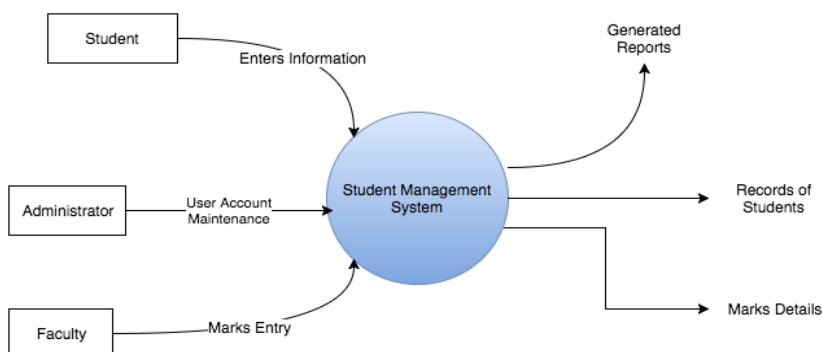 Student
Enters Information
Generated
Reports
Administrator
User Account
Maintenance
Student Management
System
Records of
Students
Faculty
Marks Entry
Marks Details